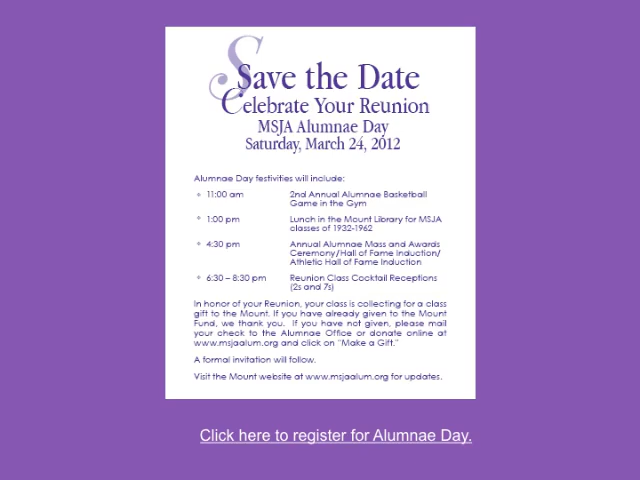 Save the Date
Celebrate Your Reunion
MSJA Alumnae Day
Saturday, March 24, 2012
Alumnae Day festivities will include:
+ 11:00 am 2nd Annual Alumnae Basketball
Game in the Gym
+ 1:00 pm Lunch in the Mount Library for MSJA
classes of 1932-1962
+ 4:30 pm Annual Alumnae Mass and Awards
Ceremony/Hall of Fame Induction/
Athletic Hall of Fame Induction
+ 6:30 – 8:30 pm Reunion Class Cocktail Receptions
(2s and 7s)
In honor of your Reunion, your class is collecting for a class
gift to the Mount. If you have already given to the Mount
Fund, we thank you. If you have not given, please mail
your check to the Alumnae Office or donate online at
www.msjaalum.org and click on "Make a Gift."
A formal invitation will follow.
Visit the Mount website at www.msjaalum.org for updates.
Click here to register for Alumnae Day.